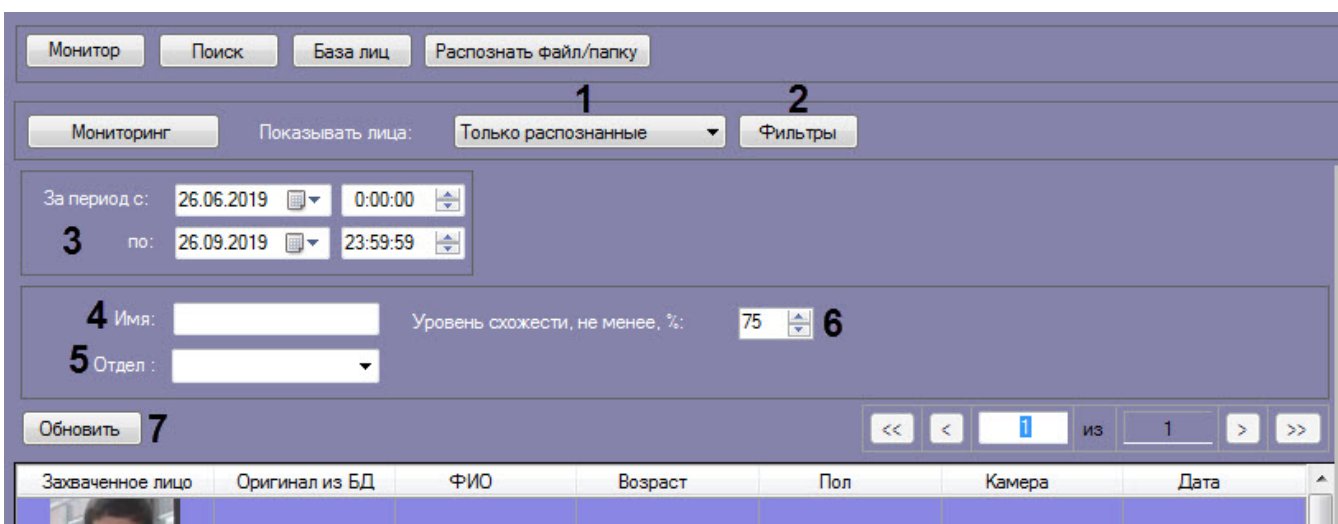 Монитор Поиск База лиц Распознать файл/папку
1 2
Мониторинг Показывать лица: Только распознанные Фильтры
За период с: 26.06.2019 0:00:00
3 по: 26.09.2019 23:59:59
4 Имя: Уровень схожести, не менее, %: 75 6
5 Отдел :
Обновить 7 << < 1 из 1 > >>
Захваченное лицо Оригинал из БД ФИО Возраст Пол Камера Дата